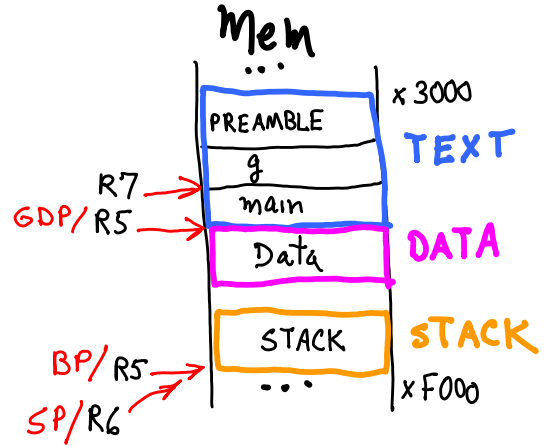 Mem
...
x3000
PREAMBLE
TEXT
g
R7
main
GDP/R5
Data
DATA
STACK
STACK
BP/R5
...
xF000
SP/R6